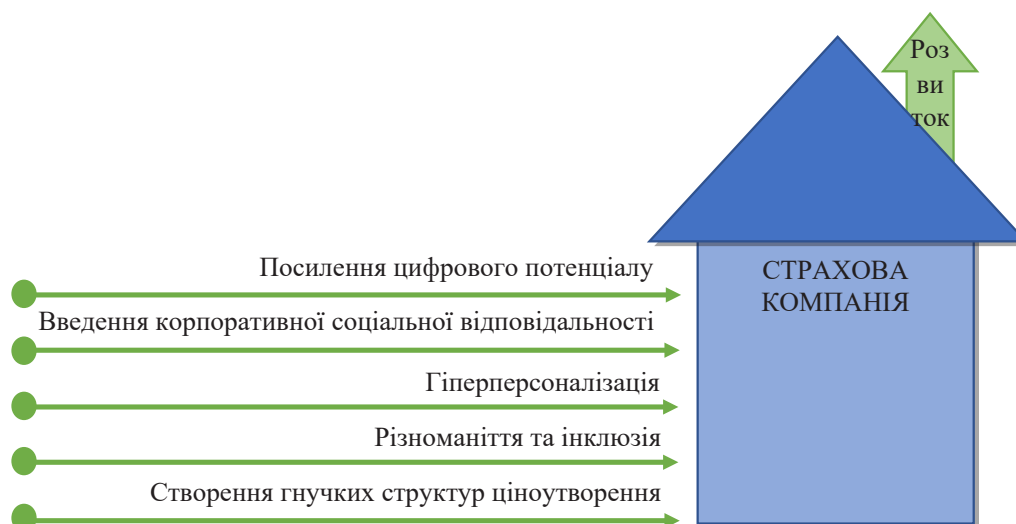 Роз
ви
ток
Посилення цифрового потенціалу
СТРАХОВА
КОМПАНІЯ
Введення корпоративної соціальної відповідальності
Гіперперсоналізація
Різноманіття та інклюзія
Створення гнучких структур ціноутворення